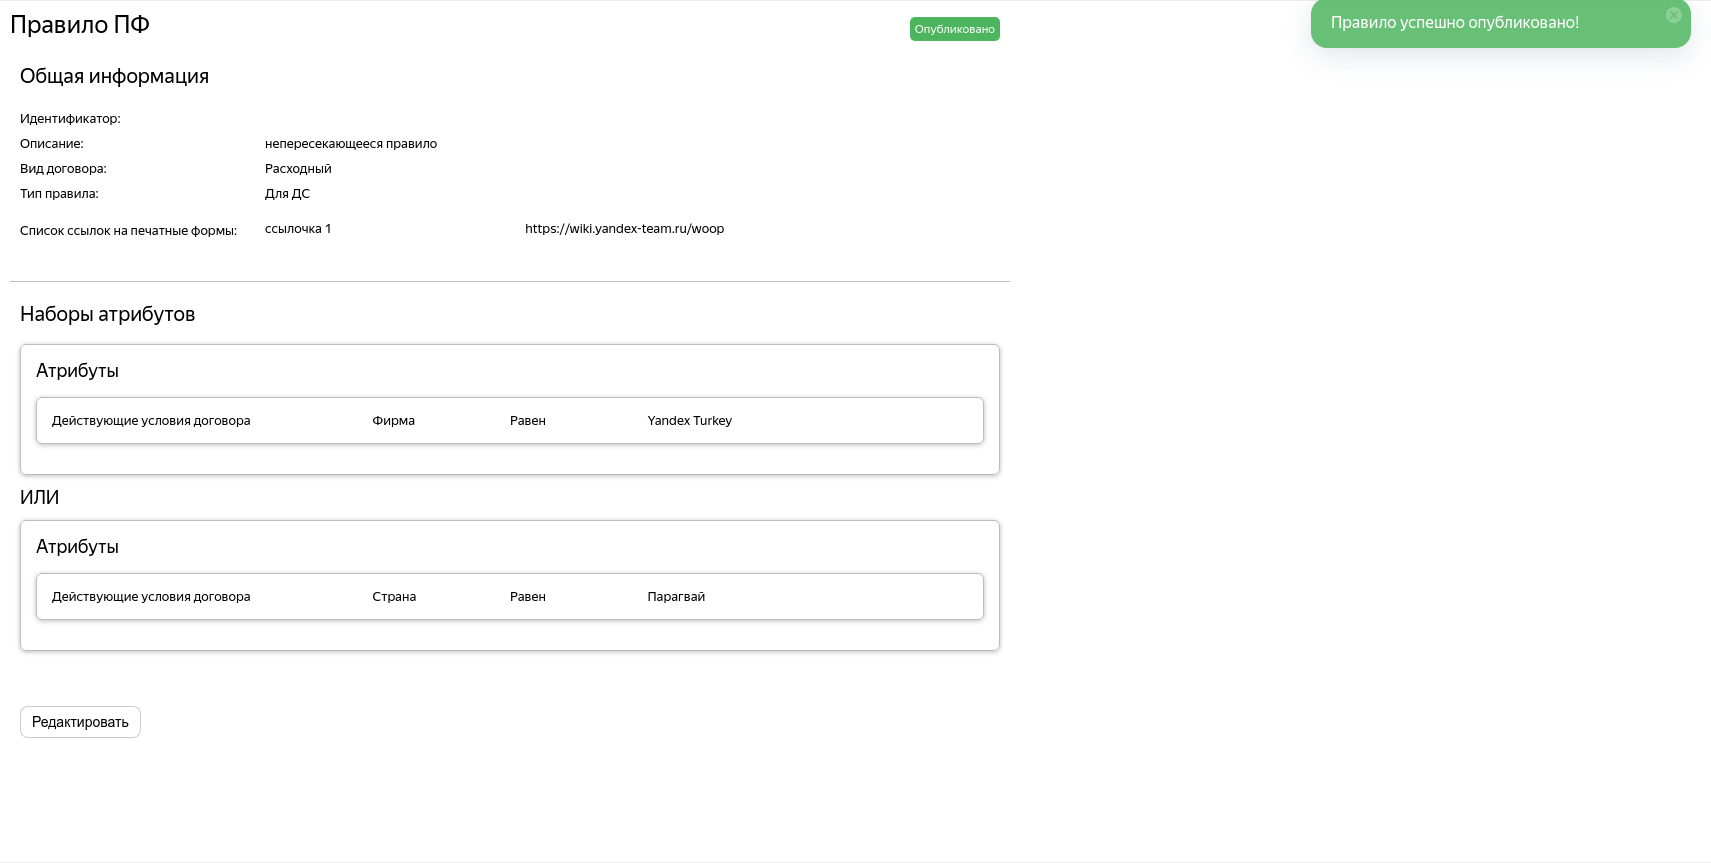 Правило ПФ
Опубликовано
Правило успешно опубликовано!
Общая информация
Идентификатор:
Описание: непересекающееся правило
Вид договора: Расходный
Тип правила: Для ДС
Список ссылок на печатные формы: ссылочка 1 https://wiki.yandex-team.ru/woop
Наборы атрибутов
Атрибуты
Действующие условия договора Фирма Равен Yandex Turkey
ИЛИ
Атрибуты
Действующие условия договора Страна Равен Парагвай
Редактировать